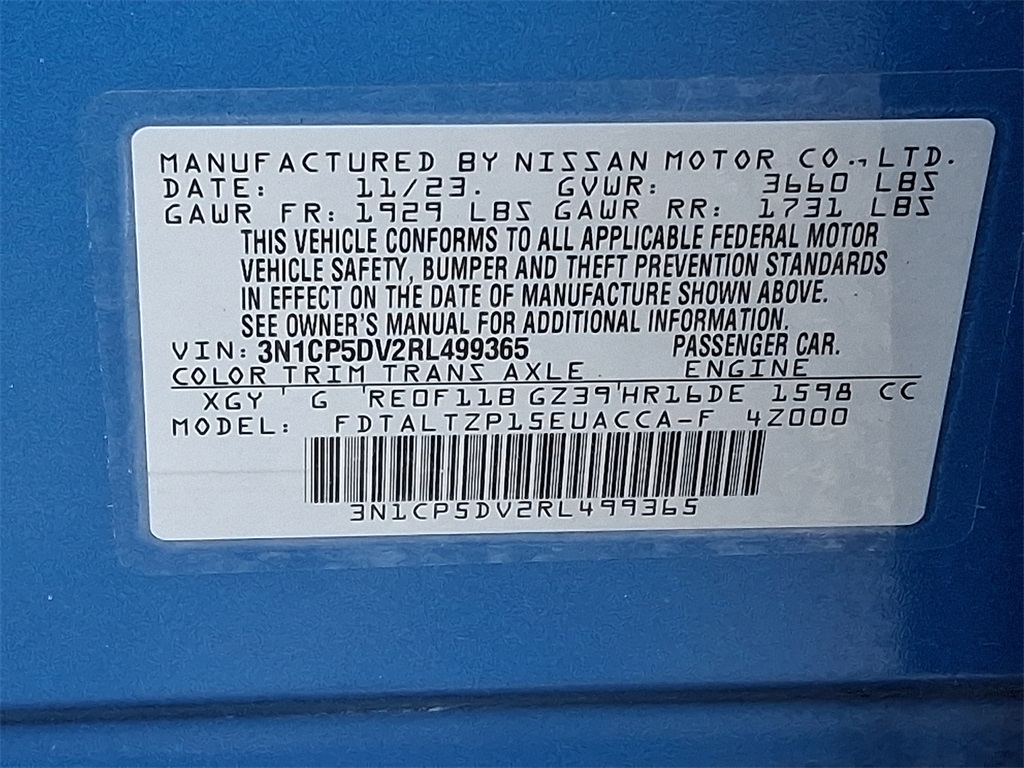 MANUFACTURED BY NISSAN MOTOR CO., LTD.
DATE: 11/23. GVWR: 3660 LBS
GAWR FR: 1929 LBS GAWR RR: 1731 LBS
THIS VEHICLE CONFORMS TO ALL APPLICABLE FEDERAL MOTOR
VEHICLE SAFETY, BUMPER AND THEFT PREVENTION STANDARDS
IN EFFECT ON THE DATE OF MANUFACTURE SHOWN ABOVE.
SEE OWNER'S MANUAL FOR ADDITIONAL INFORMATION.
VIN: 3N1CP5DV2RL499365 PASSENGER CAR.
COLOR TRIM TRANS AXLE ENGINE
XGY ' G 'RE0F11B GZ39'HR16DE 1598 CC
MODEL: FDTALTZP15EUACCA-F 4Z000
3N1CP5DV2RL499365